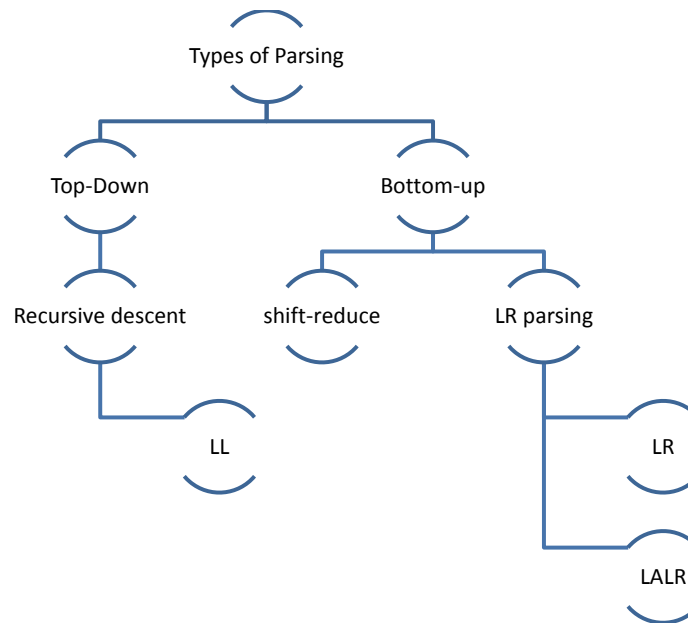 Types of Parsing
Top-Down
Bottom-up
Recursive descent
shift-reduce
LR parsing
LL
LR
LALR